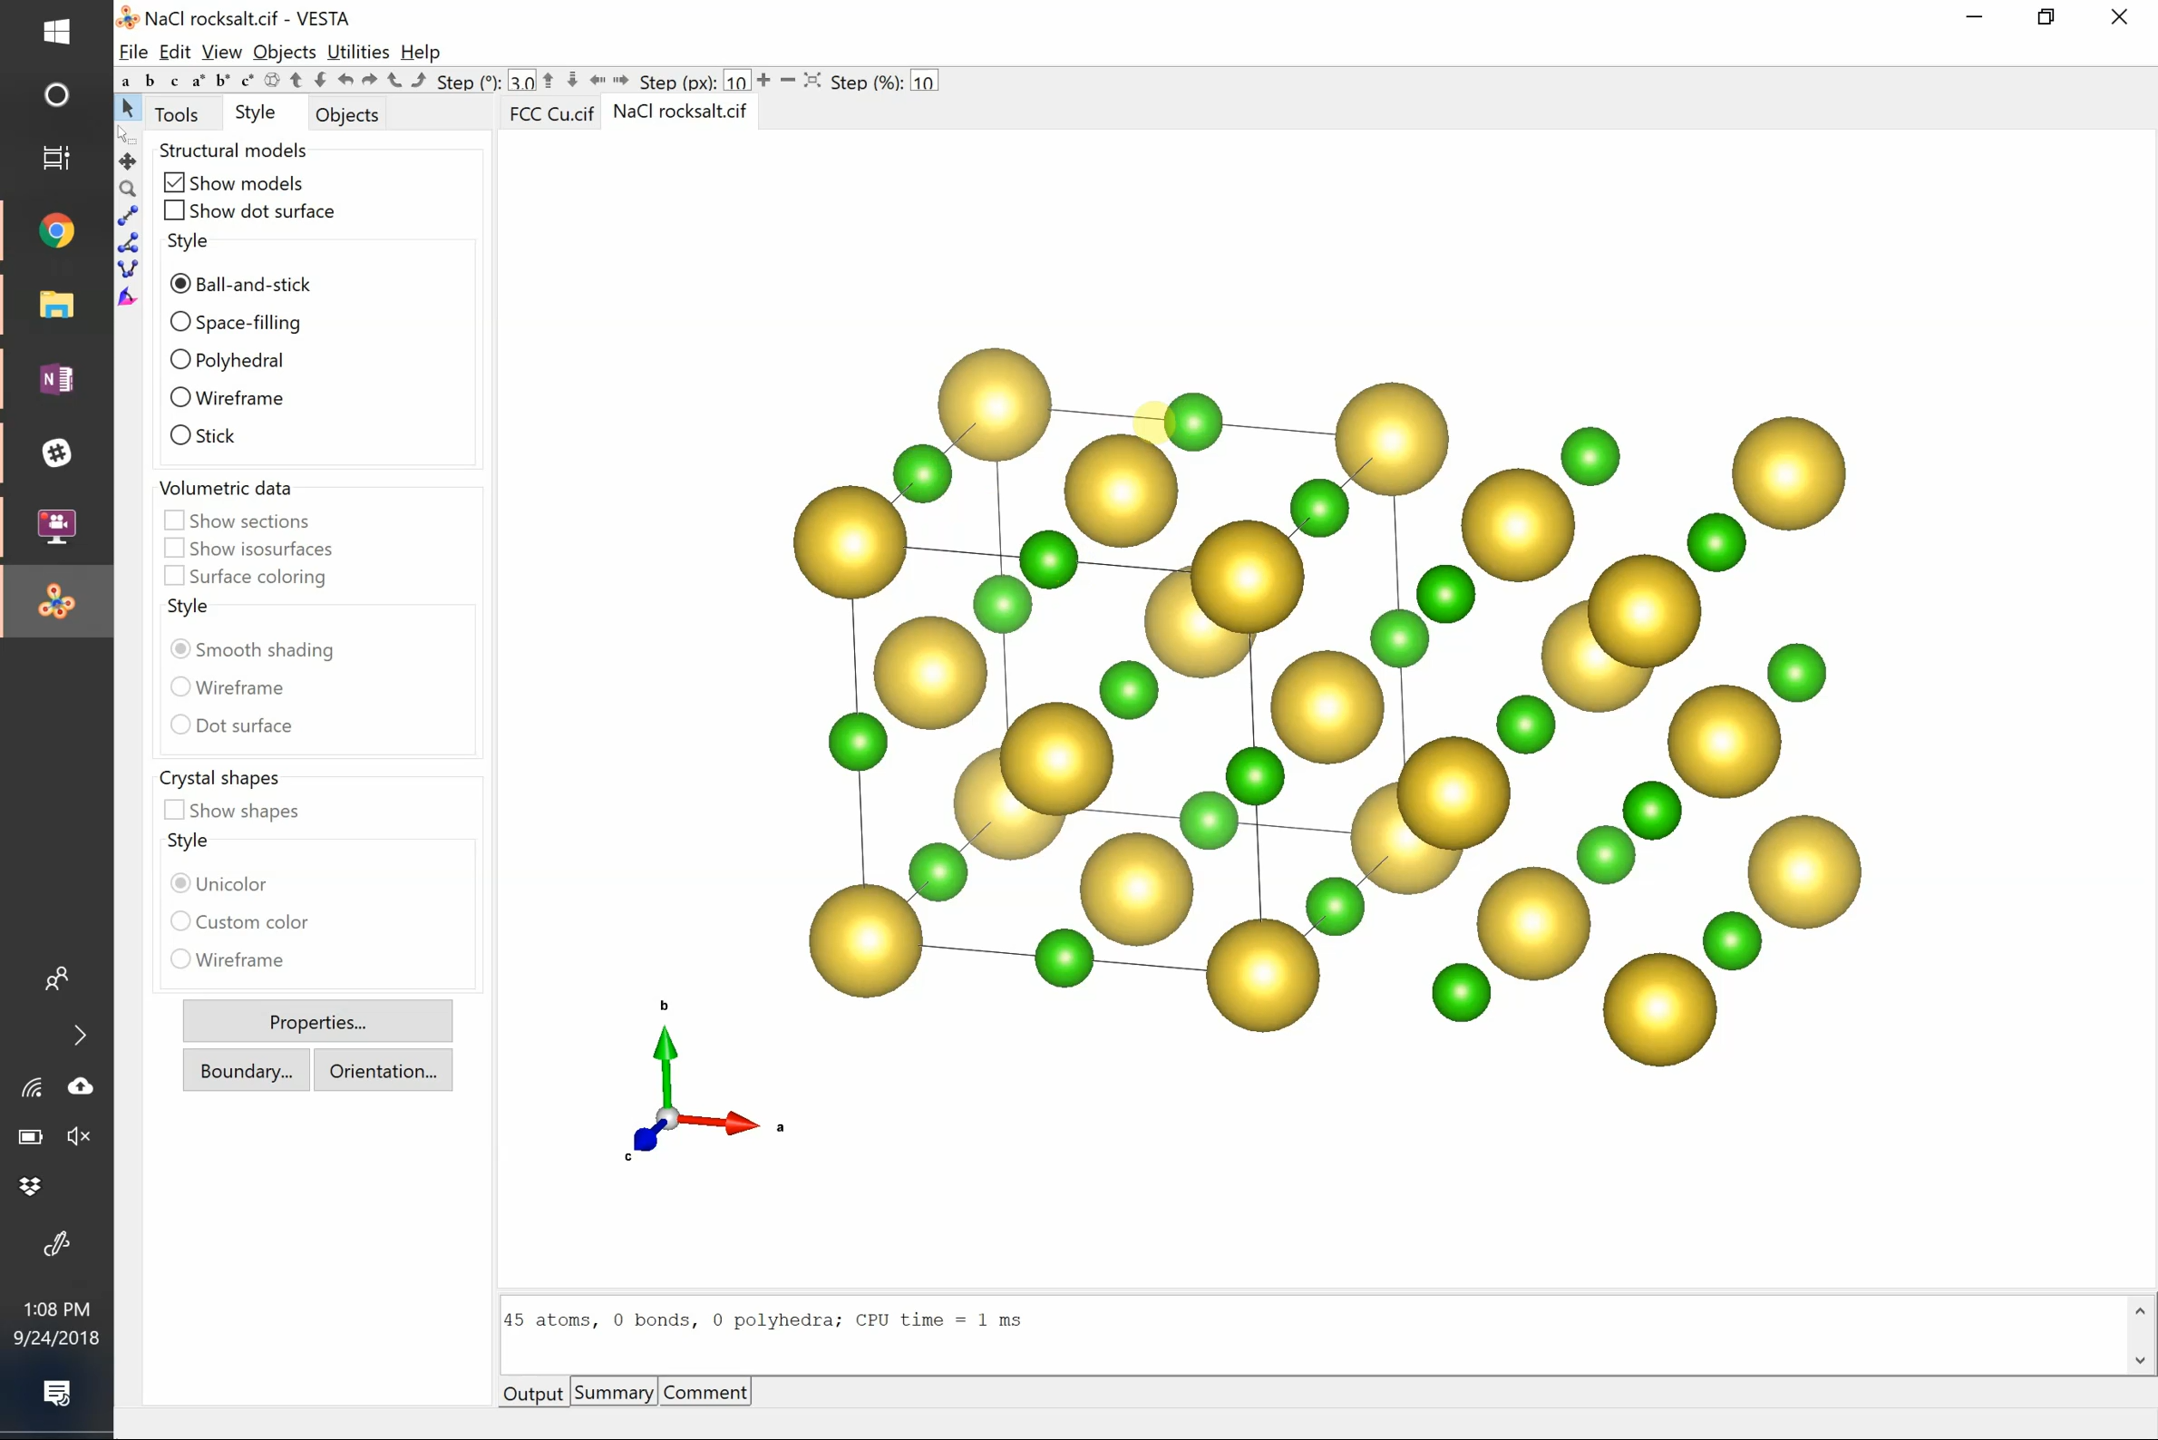 NaCl rocksalt.cif - VESTA
File Edit View Objects Utilities Help
a b c a* b* c* Step (°): 3.0 Step (px): 10 Step (%): 10
Tools Style Objects FCC Cu.cif NaCl rocksalt.cif
Structural models
Show models
Show dot surface
Style
Ball-and-stick
Space-filling
Polyhedral
Wireframe
Stick
Volumetric data
Show sections
Show isosurfaces
Surface coloring
Style
Smooth shading
Wireframe
Dot surface
Crystal shapes
Show shapes
Style
Unicolor
Custom color
Wireframe
Properties...
Boundary... Orientation...
b
a
c
N
1:08 PM
9/24/2018
45 atoms, 0 bonds, 0 polyhedra; CPU time = 1 ms
Output Summary Comment